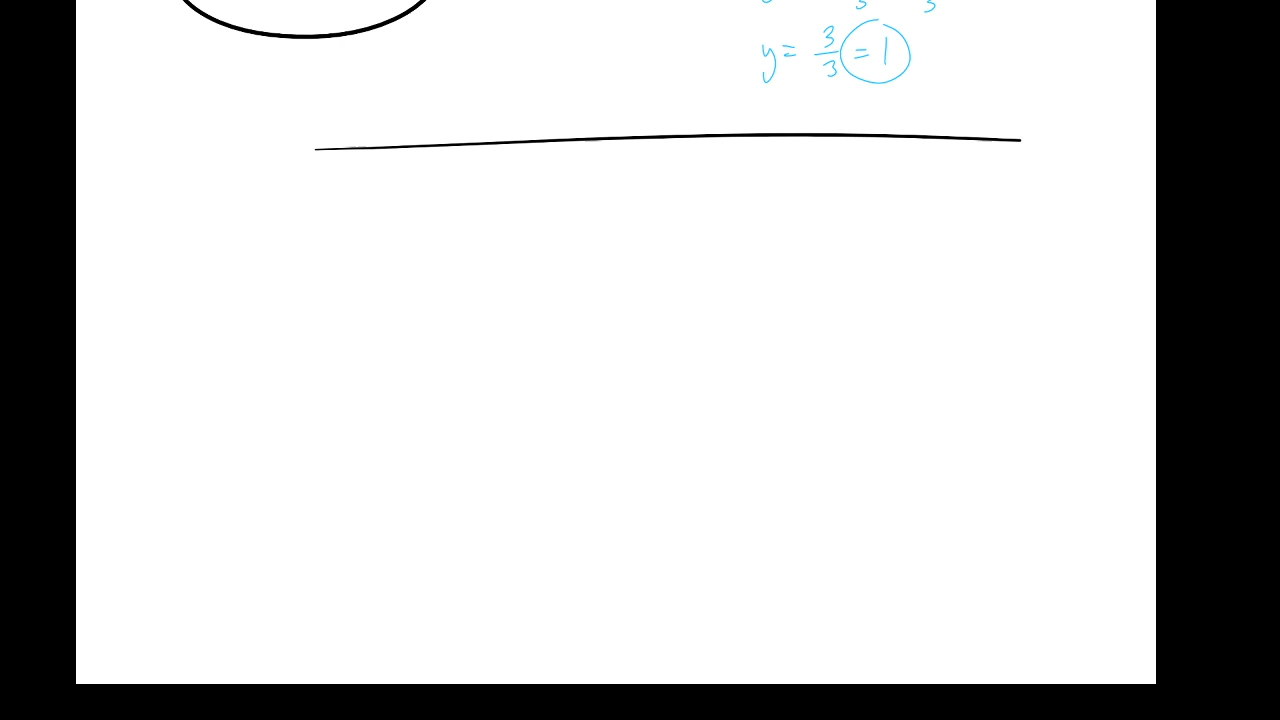 y = 3/3 = 1